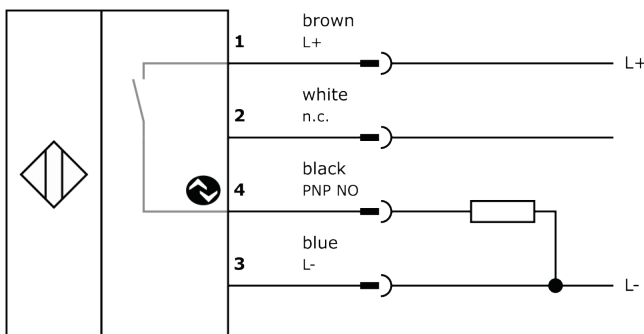 brown
1
L+
L+
white
2
n.c.
black
4
PNP NO
blue
3
L-
L-